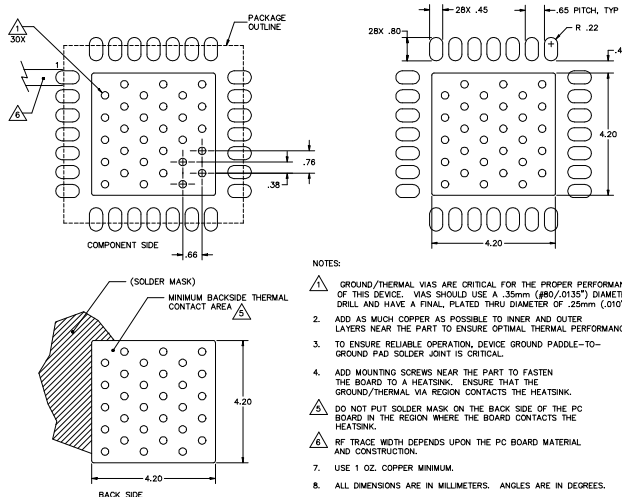 1
30X
PACKAGE
OUTLINE
1
6
.76
.38
.66
COMPONENT SIDE
28X .45
.65 PITCH, TYP
28X .80
R .22
4.20
4.20
(SOLDER MASK)
MINIMUM BACKSIDE THERMAL
CONTACT AREA 5
4.20
4.20
BACK SIDE
NOTES:
1 GROUND/THERMAL VIAS ARE CRITICAL FOR THE PROPER
OF THIS DEVICE. VIAS SHOULD USE A .35mm (#80/.0135")
DRILL AND HAVE A FINAL, PLATED THRU DIAMETER OF .25mm (.010"
2. ADD AS MUCH COPPER AS POSSIBLE TO INNER AND OUTER
LAYERS NEAR THE PART TO ENSURE OPTIMAL THERMAL
3. TO ENSURE RELIABLE OPERATION, DEVICE GROUND PADDLE-TO-
GROUND PAD SOLDER JOINT IS CRITICAL.
4. ADD MOUNTING SCREWS NEAR THE PART TO FASTEN
THE BOARD TO A HEATSINK. ENSURE THAT THE
GROUND/THERMAL VIA REGION CONTACTS THE HEATSINK.
5 DO NOT PUT SOLDER MASK ON THE BACK SIDE OF THE PC
BOARD IN THE REGION WHERE THE BOARD CONTACTS THE
HEATSINK.
6 RF TRACE WIDTH DEPENDS UPON THE PC BOARD MATERIAL
AND CONSTRUCTION.
7. USE 1 OZ. COPPER MINIMUM.
8. ALL DIMENSIONS ARE IN MILLIMETERS. ANGLES ARE IN DEGREES.